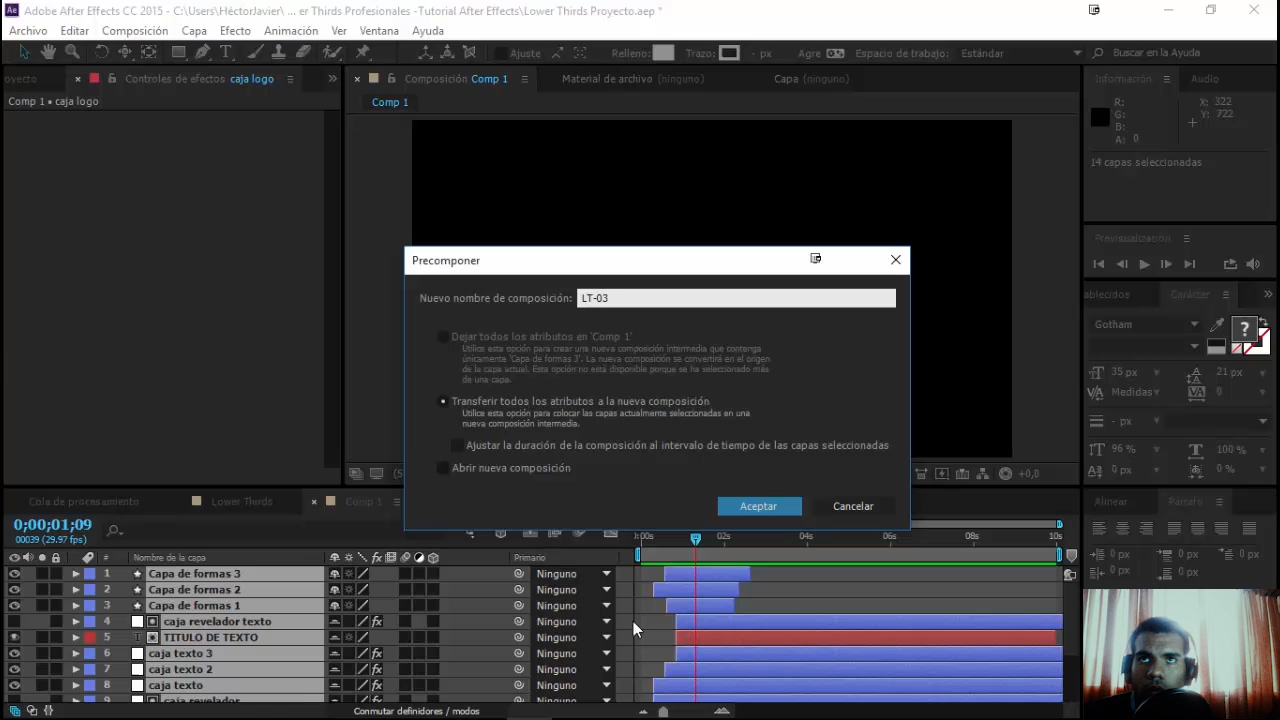 Adobe After Effects CC 2015 - C:\Users\HéctorJavier\ ... er Thirds Profesionales -Tutorial After Effects\Lower Thirds Proyecto.aep *
Archivo Editar Composición Capa Efecto Animación Ver Ventana Ayuda
Ajuste Relleno: Trazo: - px Agre Espacio de trabajo: Estándar Buscar en la Ayuda
oyecto Controles de efectos caja logo Composición Comp 1 Material de archivo (ninguno) Capa (ninguno) Información Audio
Comp 1 • caja logo
Comp 1
R: X: 322
G: Y: 722
B:
A: 0
14 capas seleccionadas
Previsualización
Precomponer
Nuevo nombre de composición: LT-03
Dejar todos los atributos en 'Comp 1'
Utilice esta opción para crear una nueva composición intermedia que contenga
únicamente 'Capa de formas 3'. La nueva composición se convertirá en el origen
de la capa actual. Esta opción no está disponible porque se ha seleccionado más
de una capa.
Transferir todos los atributos a la nueva composición
Utilice esta opción para colocar las capas actualmente seleccionadas en una
nueva composición intermedia.
Ajustar la duración de la composición al intervalo de tiempo de las capas seleccionadas
Abrir nueva composición
Aceptar Cancelar
ablecidos Carácter
Gotham
35 px 21 px
Medidas 0
- px
96 % 100 %
0 px 0 %
+0,0
Alinear Párrafo
0 px 0 px 0 px
0 px 0 px
Cola de procesamiento Lower Thirds Comp 1
0;00;01;09
00039 (29.97 fps)
# Nombre de la capa Primario
:00s 02s 04s 06s 08s 10s
1 Capa de formas 3 Ninguno
2 Capa de formas 2 Ninguno
3 Capa de formas 1 Ninguno
4 caja revelador texto Ninguno
5 TITULO DE TEXTO Ninguno
6 caja texto 3 Ninguno
7 caja texto 2 Ninguno
8 caja texto Ninguno
9 caja revelador
Conmutar definidores / modos